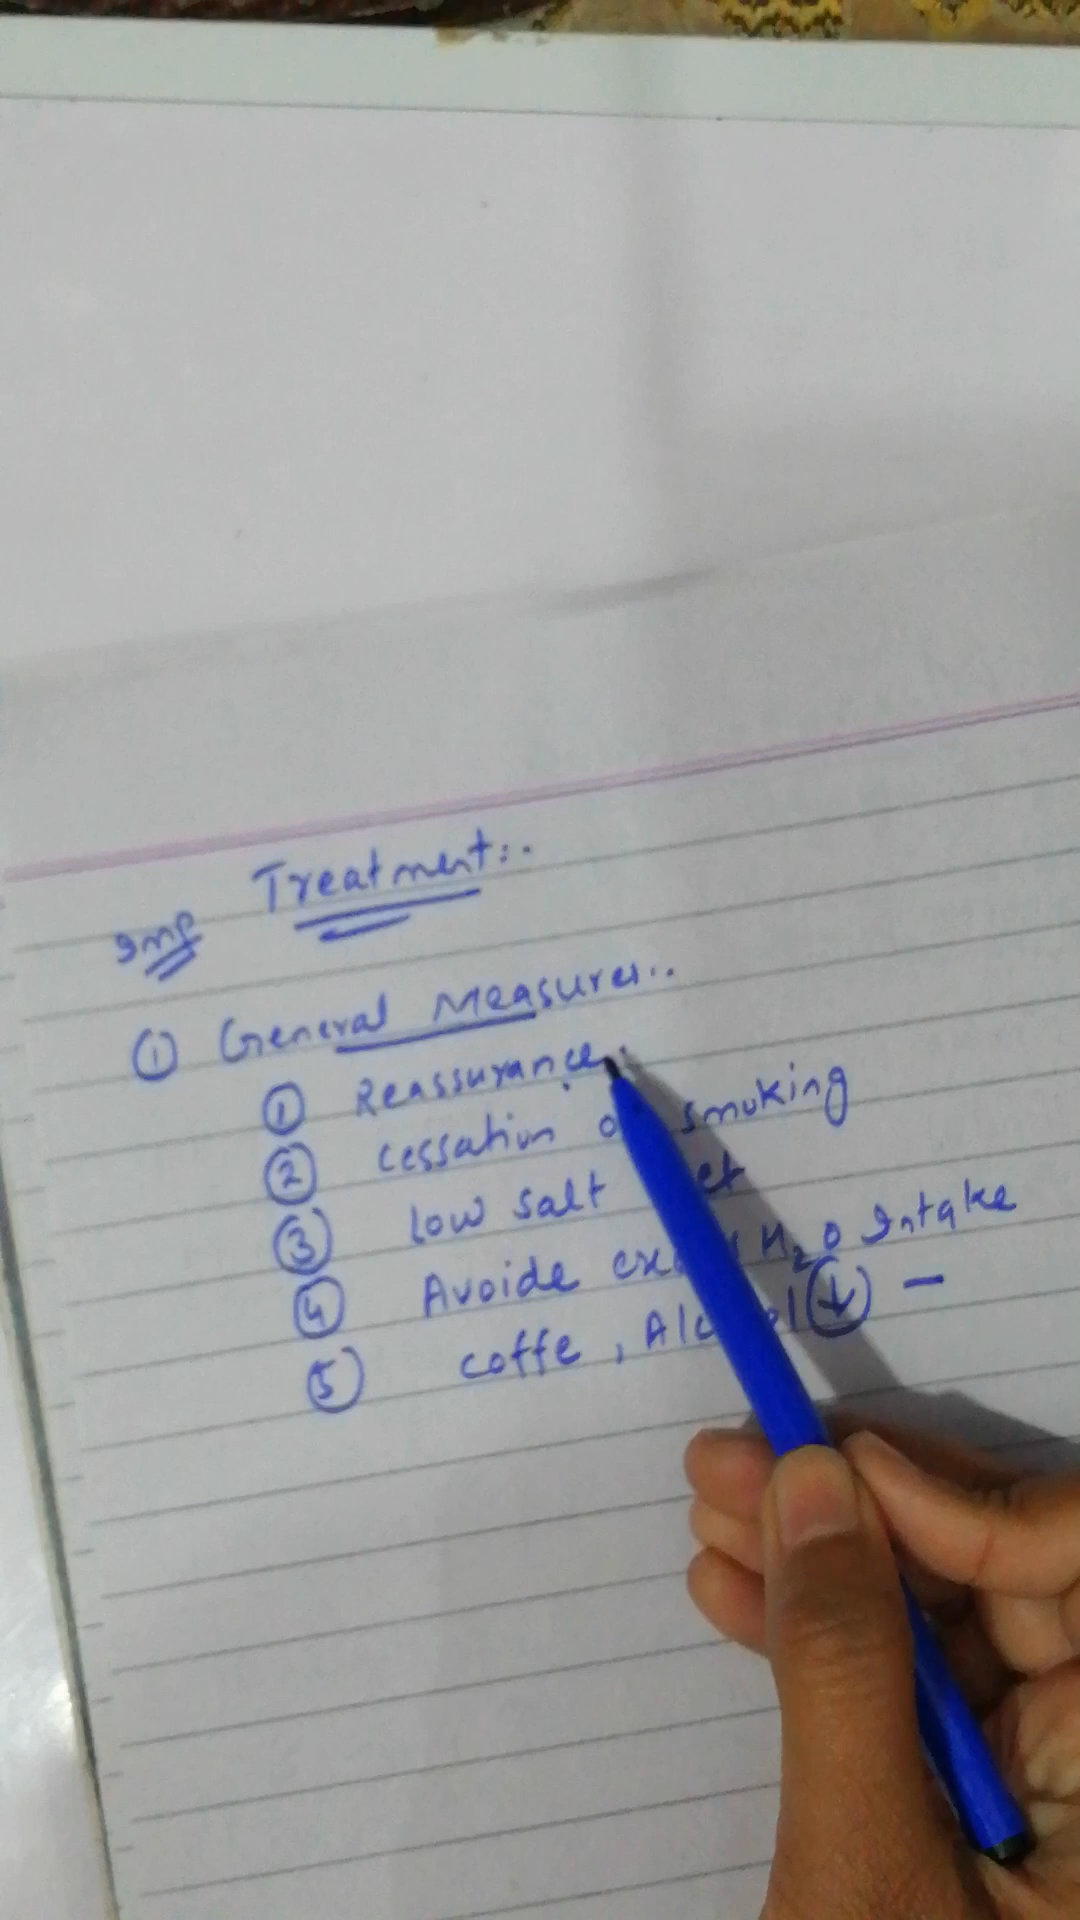 Treatment:.
Imp
① General Measures:.
① Reassurance:.
② cessation smoking
③ low salt
④ Avoide H₂O Intake
⑤ coffe, Alcohol (↓) –